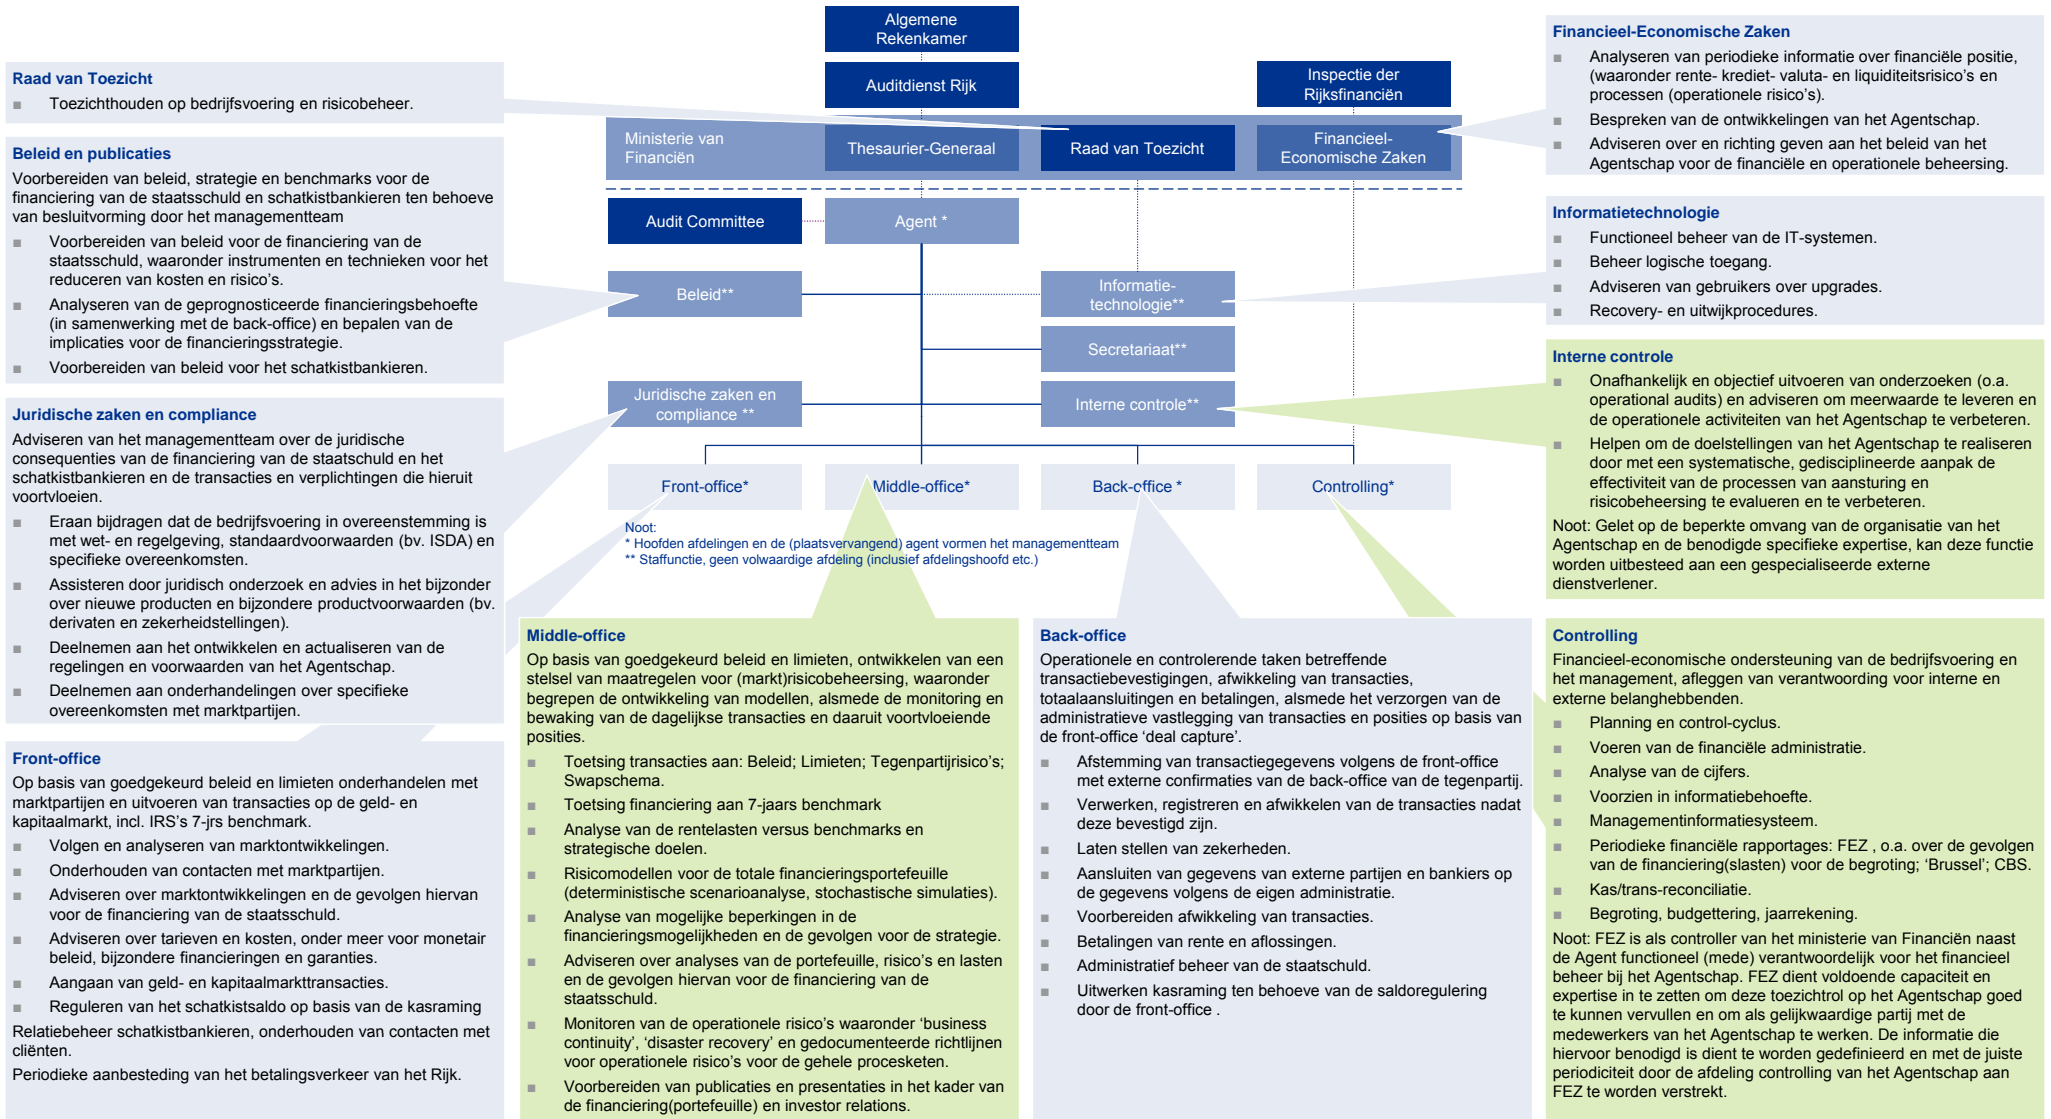 Algemene
Rekenkamer
Auditdienst Rijk
Inspectie der
Rijksfinanciën
Ministerie van
Financiën
Thesaurier-Generaal
Raad van Toezicht
Financieel-
Economische Zaken
Audit Committee
Agent *
Beleid**
Informatie-
technologie**
Secretariaat**
Juridische zaken en
compliance **
Interne controle**
Front-office*
Middle-office*
Back-office *
Controlling*
Noot:
* Hoofden afdelingen en de (plaatsvervangend) agent vormen het managementteam
** Staffunctie, geen volwaardige afdeling (inclusief afdelingshoofd etc.)
Raad van Toezicht
■ Toezichthouden op bedrijfsvoering en risicobeheer.
Beleid en publicaties
Voorbereiden van beleid, strategie en benchmarks voor de
financiering van de staatsschuld en schatkistbankieren ten behoeve
van besluitvorming door het managementteam
■ Voorbereiden van beleid voor de financiering van de
staatsschuld, waaronder instrumenten en technieken voor het
reduceren van kosten en risico's.
■ Analyseren van de geprognosticeerde financieringsbehoefte
(in samenwerking met de back-office) en bepalen van de
implicaties voor de financieringsstrategie.
■ Voorbereiden van beleid voor het schatkistbankieren.
Juridische zaken en compliance
Adviseren van het managementteam over de juridische
consequenties van de financiering van de staatschuld en het
schatkistbankieren en de transacties en verplichtingen die hieruit
voortvloeien.
■ Eraan bijdragen dat de bedrijfsvoering in overeenstemming is
met wet- en regelgeving, standaardvoorwaarden (bv. ISDA) en
specifieke overeenkomsten.
■ Assisteren door juridisch onderzoek en advies in het bijzonder
over nieuwe producten en bijzondere productvoorwaarden (bv.
derivaten en zekerheidstellingen).
■ Deelnemen aan het ontwikkelen en actualiseren van de
regelingen en voorwaarden van het Agentschap.
■ Deelnemen aan onderhandelingen over specifieke
overeenkomsten met marktpartijen.
Front-office
Op basis van goedgekeurd beleid en limieten onderhandelen met
marktpartijen en uitvoeren van transacties op de geld- en
kapitaalmarkt, incl. IRS's 7-jrs benchmark.
■ Volgen en analyseren van marktontwikkelingen.
■ Onderhouden van contacten met marktpartijen.
■ Adviseren over marktontwikkelingen en de gevolgen hiervan
voor de financiering van de staatsschuld.
■ Adviseren over tarieven en kosten, onder meer voor monetair
beleid, bijzondere financieringen en garanties.
■ Aangaan van geld- en kapitaalmarkttransacties.
■ Reguleren van het schatkistsaldo op basis van de kasraming
Relatiebeheer schatkistbankieren, onderhouden van contacten met
cliënten.
Periodieke aanbesteding van het betalingsverkeer van het Rijk.
Middle-office
Op basis van goedgekeurd beleid en limieten, ontwikkelen van een
stelsel van maatregelen voor (markt)risicobeheersing, waaronder
begrepen de ontwikkeling van modellen, alsmede de monitoring en
bewaking van de dagelijkse transacties en daaruit voortvloeiende
posities.
■ Toetsing transacties aan: Beleid; Limieten; Tegenpartijrisico's;
Swapschema.
■ Toetsing financiering aan 7-jaars benchmark
■ Analyse van de rentelasten versus benchmarks en
strategische doelen.
■ Risicomodellen voor de totale financieringsportefeuille
(deterministische scenarioanalyse, stochastische simulaties).
■ Analyse van mogelijke beperkingen in de
financieringsmogelijkheden en de gevolgen voor de strategie.
■ Adviseren over analyses van de portefeuille, risico's en lasten
en de gevolgen hiervan voor de financiering van de
staatsschuld.
■ Monitoren van de operationele risico's waaronder 'business
continuity', 'disaster recovery' en gedocumenteerde richtlijnen
voor operationele risico's voor de gehele procesketen.
■ Voorbereiden van publicaties en presentaties in het kader van
de financiering(portefeuille) en investor relations.
Back-office
Operationele en controlerende taken betreffende
transactiebevestigingen, afwikkeling van transacties,
totaalaansluitingen en betalingen, alsmede het verzorgen van de
administratieve vastlegging van transacties en posities op basis van
de front-office 'deal capture'.
■ Afstemming van transactiegegevens volgens de front-office
met externe confirmaties van de back-office van de tegenpartij.
■ Verwerken, registreren en afwikkelen van de transacties nadat
deze bevestigd zijn.
■ Laten stellen van zekerheden.
■ Aansluiten van gegevens van externe partijen en bankiers op
de gegevens volgens de eigen administratie.
■ Voorbereiden afwikkeling van transacties.
■ Betalingen van rente en aflossingen.
■ Administratief beheer van de staatschuld.
■ Uitwerken kasraming ten behoeve van de saldoregulering
door de front-office .
Financieel-Economische Zaken
■ Analyseren van periodieke informatie over financiële positie,
(waaronder rente- krediet- valuta- en liquiditeitsrisico's en
processen (operationele risico's).
■ Bespreken van de ontwikkelingen van het Agentschap.
■ Adviseren over en richting geven aan het beleid van het
Agentschap voor de financiële en operationele beheersing.
Informatietechnologie
■ Functioneel beheer van de IT-systemen.
■ Beheer logische toegang.
■ Adviseren van gebruikers over upgrades.
■ Recovery- en uitwijkprocedures.
Interne controle
■ Onafhankelijk en objectief uitvoeren van onderzoeken (o.a.
operational audits) en adviseren om meerwaarde te leveren en
de operationele activiteiten van het Agentschap te verbeteren.
■ Helpen om de doelstellingen van het Agentschap te realiseren
door met een systematische, gedisciplineerde aanpak de
effectiviteit van de processen van aansturing en
risicobeheersing te evalueren en te verbeteren.
Noot: Gelet op de beperkte omvang van de organisatie van het
Agentschap en de benodigde specifieke expertise, kan deze functie
worden uitbesteed aan een gespecialiseerde externe
dienstverlener.
Controlling
Financieel-economische ondersteuning van de bedrijfsvoering en
het management, afleggen van verantwoording voor interne en
externe belanghebbenden.
■ Planning en control-cyclus.
■ Voeren van de financiële administratie.
■ Analyse van de cijfers.
■ Voorzien in informatiebehoefte.
■ Managementinformatiesysteem.
■ Periodieke financiële rapportages: FEZ , o.a. over de gevolgen
van de financiering(slasten) voor de begroting; 'Brussel'; CBS.
■ Kas/trans-reconciliatie.
■ Begroting, budgettering, jaarrekening.
Noot: FEZ is als controller van het ministerie van Financiën naast
de Agent functioneel (mede) verantwoordelijk voor het financieel
beheer bij het Agentschap. FEZ dient voldoende capaciteit en
expertise in te zetten om deze toezichtrol op het Agentschap goed
te kunnen vervullen en om als gelijkwaardige partij met de
medewerkers van het Agentschap te werken. De informatie die
hiervoor benodigd is dient te worden gedefinieerd en met de juiste
periodiciteit door de afdeling controlling van het Agentschap aan
FEZ te worden verstrekt.